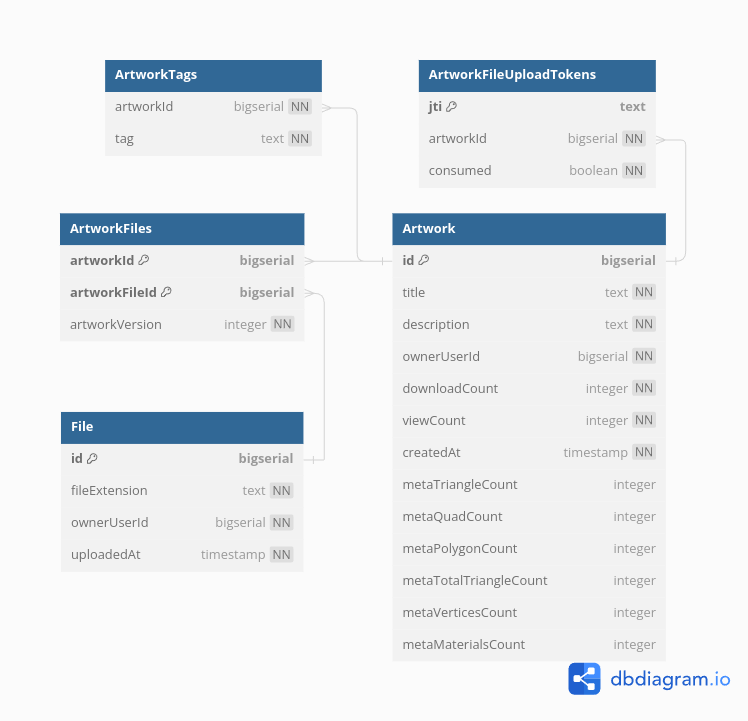 ArtworkTags
artworkId bigserial NN
tag text NN
ArtworkFileUploadTokens
jti text
artworkId bigserial NN
consumed boolean NN
ArtworkFiles
artworkId bigserial
artworkFileId bigserial
artworkVersion integer NN
Artwork
id bigserial
title text NN
description text NN
ownerUserId bigserial NN
downloadCount integer NN
viewCount integer NN
createdAt timestamp NN
metaTriangleCount integer
metaQuadCount integer
metaPolygonCount integer
metaTotalTriangleCount integer
metaVerticesCount integer
metaMaterialsCount integer
File
id bigserial
fileExtension text NN
ownerUserId bigserial NN
uploadedAt timestamp NN
dbdiagram.io